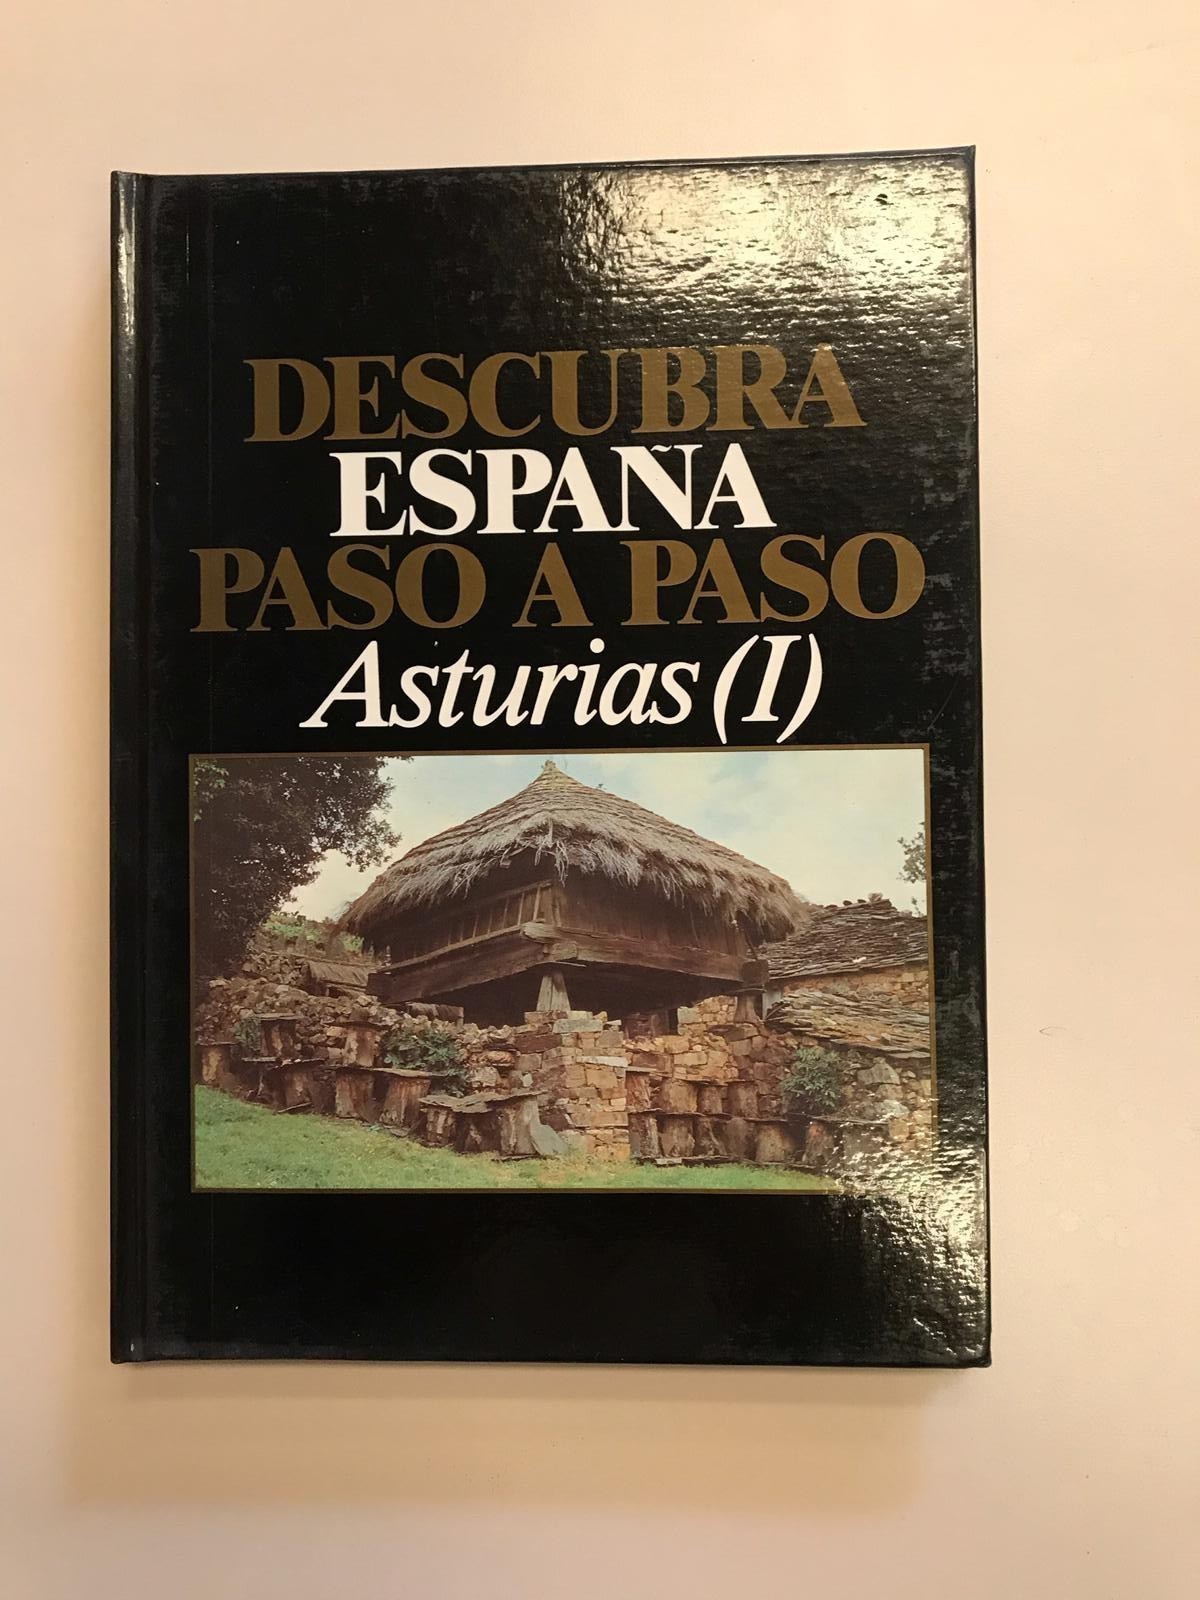 DESCUBRA
ESPAÑA
PASO A PASO
Asturias (I)